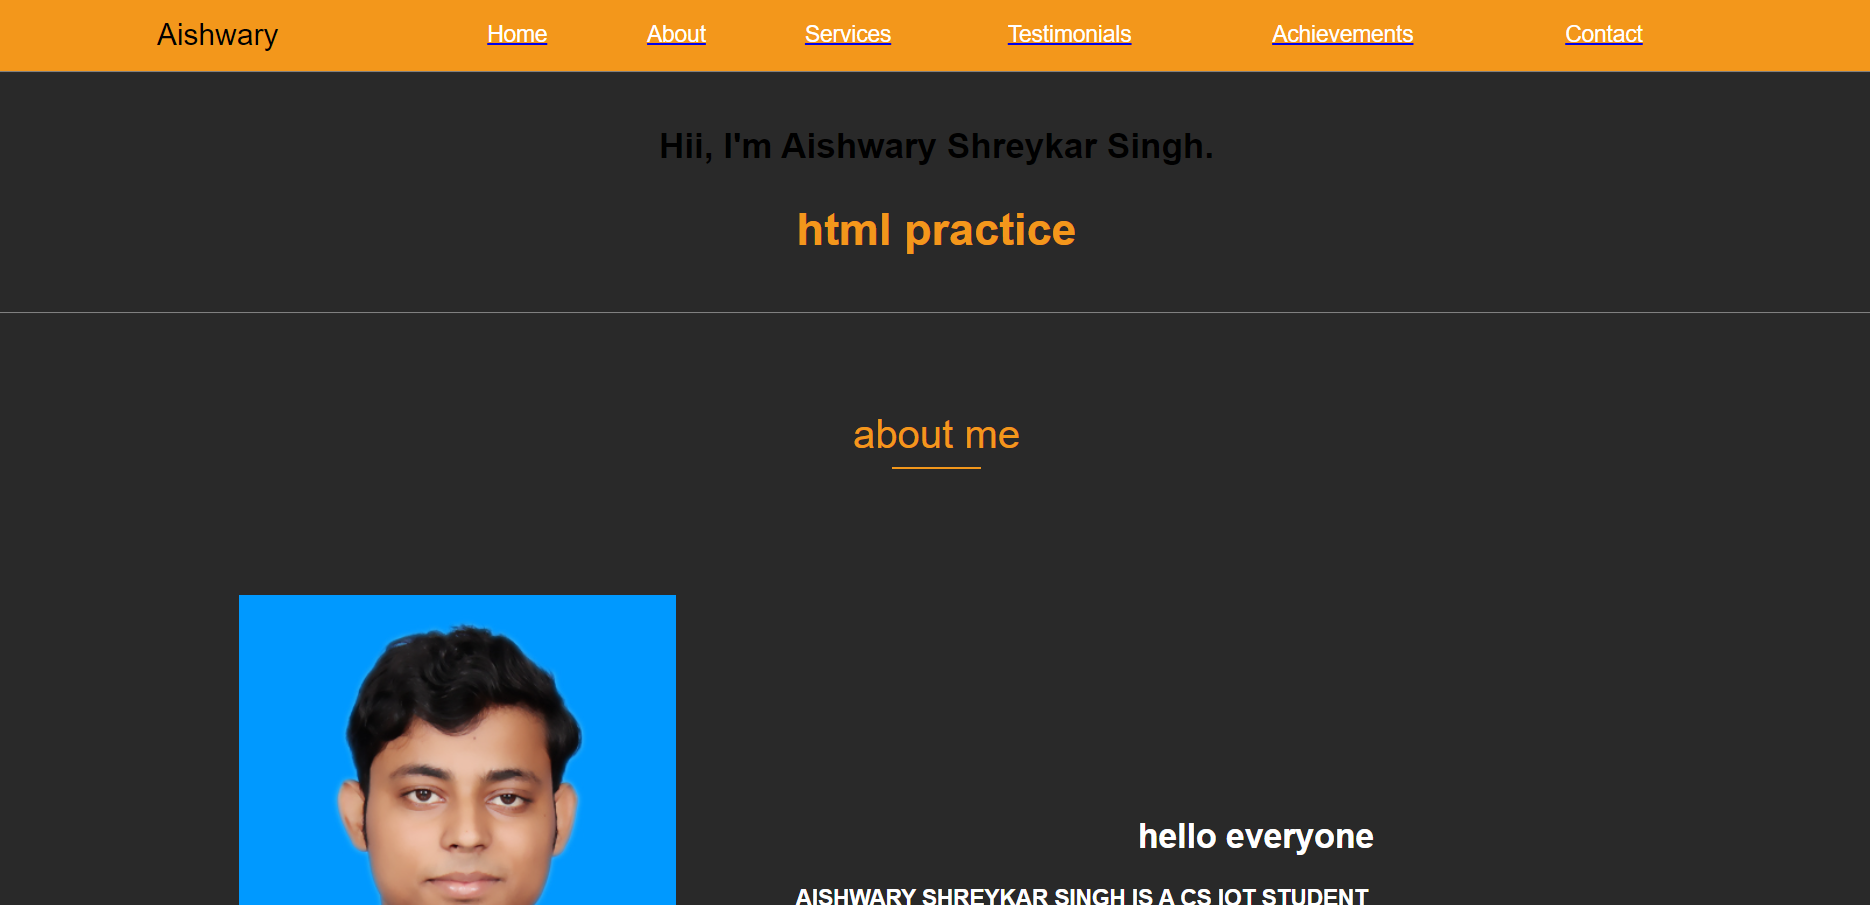 Aishwary Home About Services Testimonials Achievements Contact
Hii, I'm Aishwary Shreykar Singh.
html practice
about me
hello everyone
AISHWARY SHREYKAR SINGH IS A CS IOT STUDENT